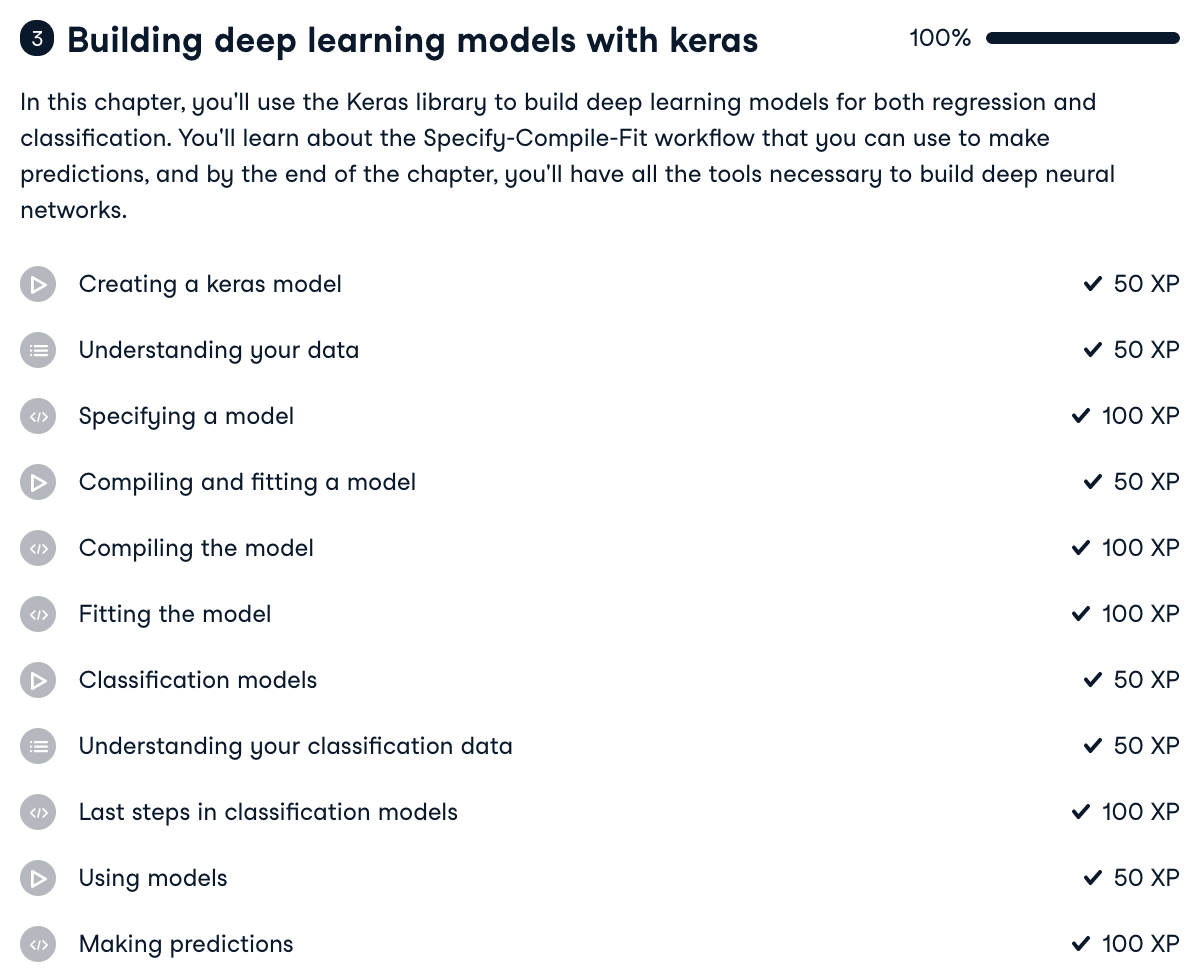 3 Building deep learning models with keras 100%
In this chapter, you'll use the Keras library to build deep learning models for both regression and
classification. You'll learn about the Specify-Compile-Fit workflow that you can use to make
predictions, and by the end of the chapter, you'll have all the tools necessary to build deep neural
networks.
Creating a keras model 50 XP
Understanding your data 50 XP
Specifying a model 100 XP
Compiling and fitting a model 50 XP
Compiling the model 100 XP
Fitting the model 100 XP
Classification models 50 XP
Understanding your classification data 50 XP
Last steps in classification models 100 XP
Using models 50 XP
Making predictions 100 XP